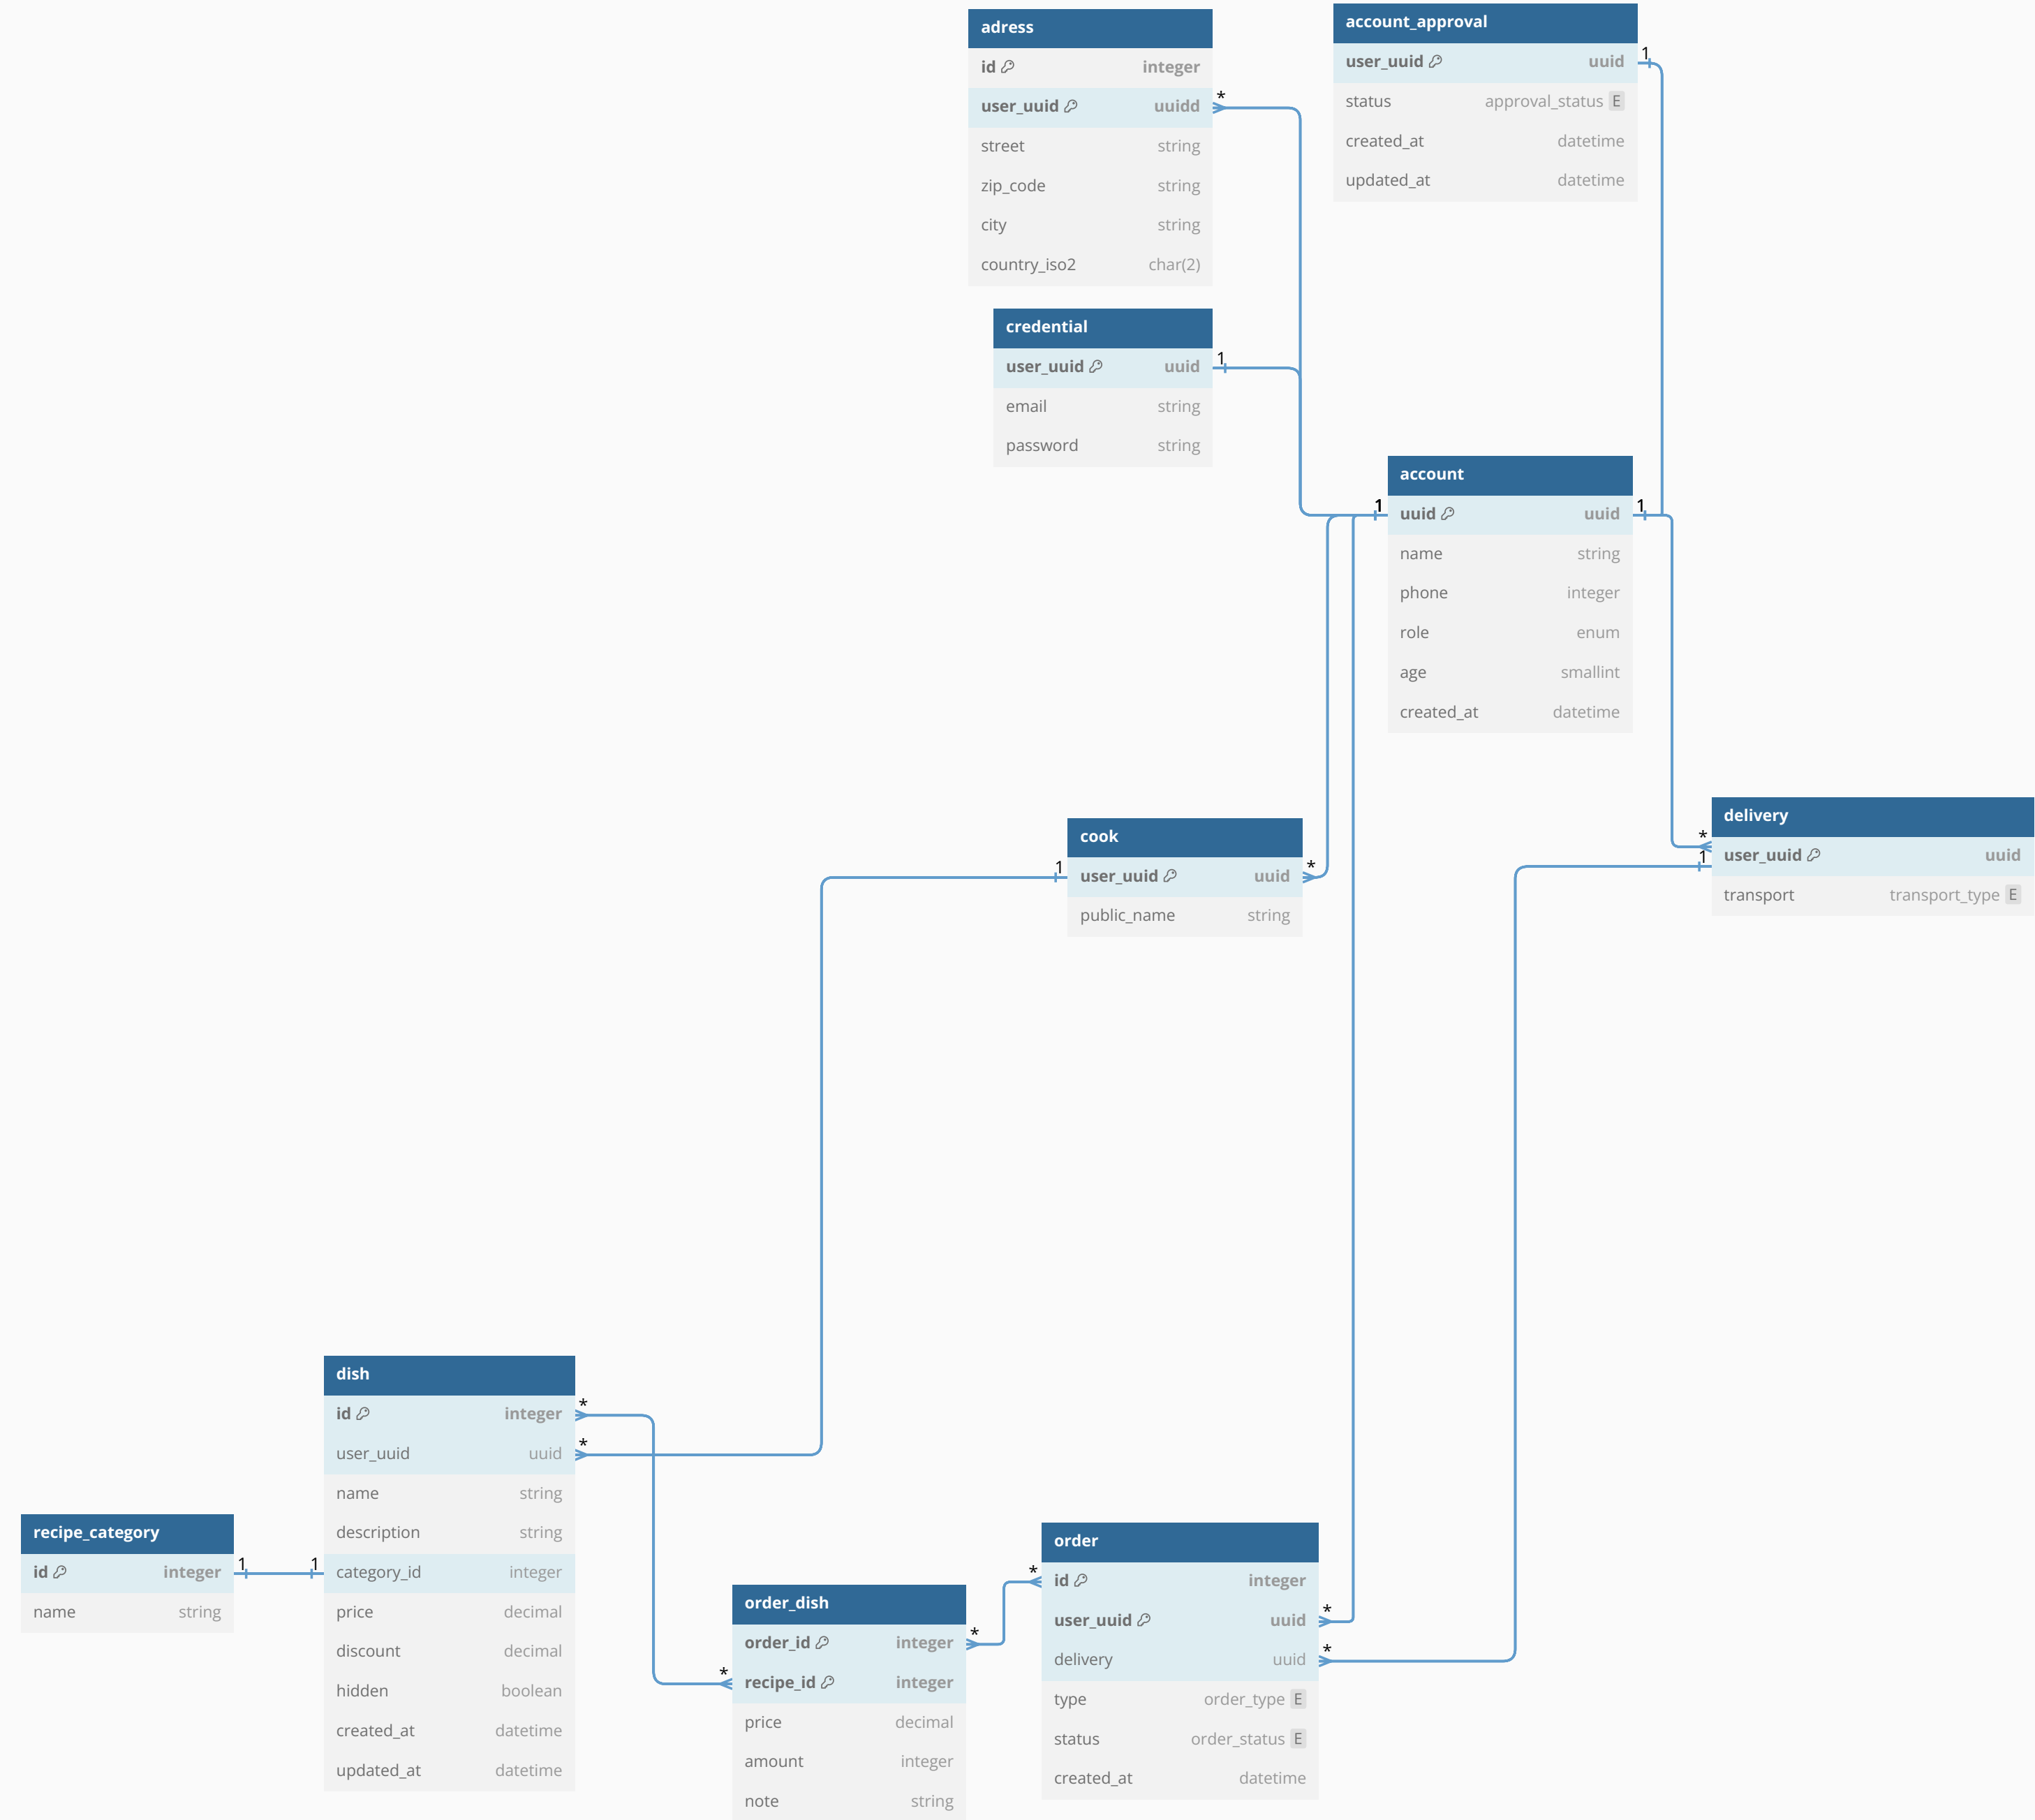 adress
id integer
user_uuid uuidd
street string
zip_code string
city string
country_iso2 char(2)
*
account_approval
user_uuid uuid
status approval_status E
created_at datetime
updated_at datetime
1
credential
user_uuid uuid
email string
password string
1
account
uuid uuid
name string
phone integer
role enum
age smallint
created_at datetime
1
1
cook
user_uuid uuid
public_name string
1
*
delivery
user_uuid uuid
transport transport_type E
*
1
dish
id integer
user_uuid uuid
name string
description string
category_id integer
price decimal
discount decimal
hidden boolean
created_at datetime
updated_at datetime
*
*
1
recipe_category
id integer
name string
1
order_dish
order_id integer
recipe_id integer
price decimal
amount integer
note string
*
*
order
id integer
user_uuid uuid
delivery uuid
type order_type E
status order_status E
created_at datetime
*
*
*